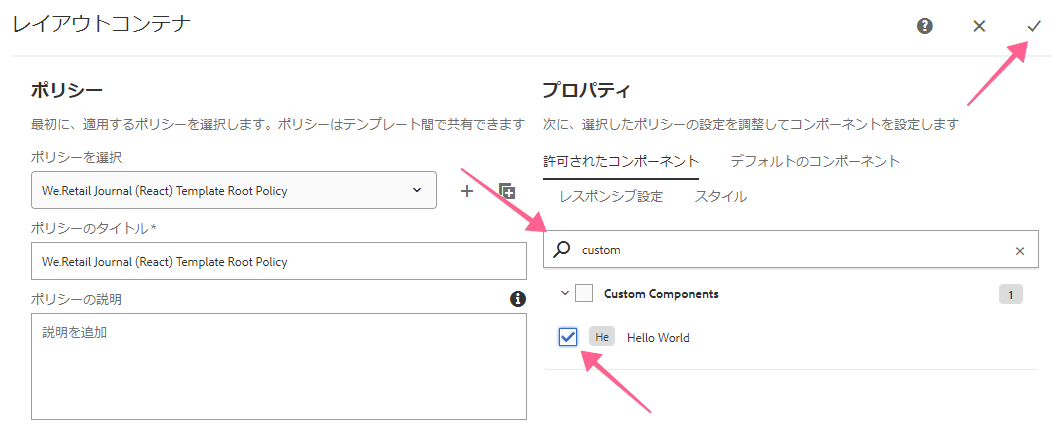 レイアウトコンテナ
ポリシー
最初に、適用するポリシーを選択します。ポリシーはテンプレート間で共有できます
ポリシーを選択
We.Retail Journal (React) Template Root Policy
ポリシーのタイトル*
We.Retail Journal (React) Template Root Policy
ポリシーの説明
説明を追加
プロパティ
次に、選択したポリシーの設定を調整してコンポーネントを設定します
許可されたコンポーネント デフォルトのコンポーネント
レスポンシブ設定 スタイル
custom
Custom Components 1
He Hello World